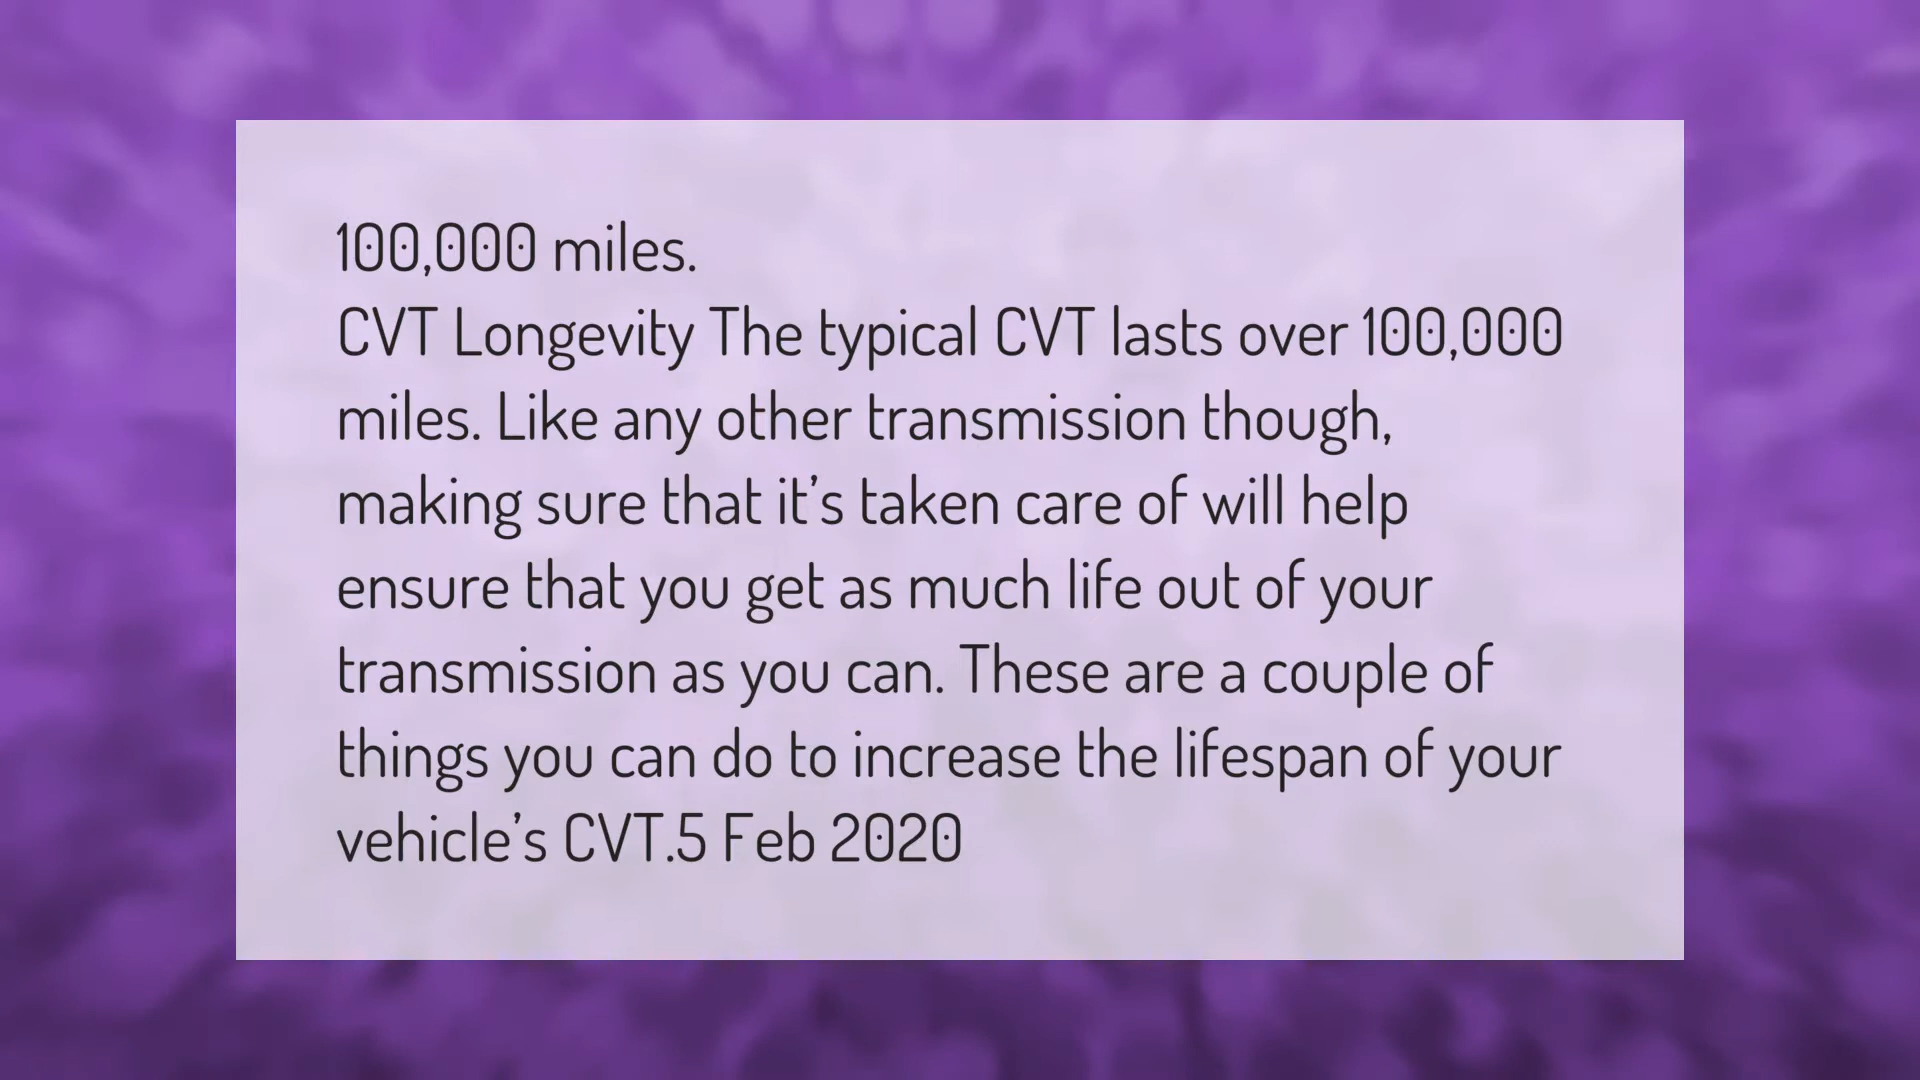 100,000 miles.
CVT Longevity The typical CVT lasts over 100,000
miles. Like any other transmission though,
making sure that it’s taken care of will help
ensure that you get as much life out of your
transmission as you can. These are a couple of
things you can do to increase the lifespan of your
vehicle’s CVT.5 Feb 2020